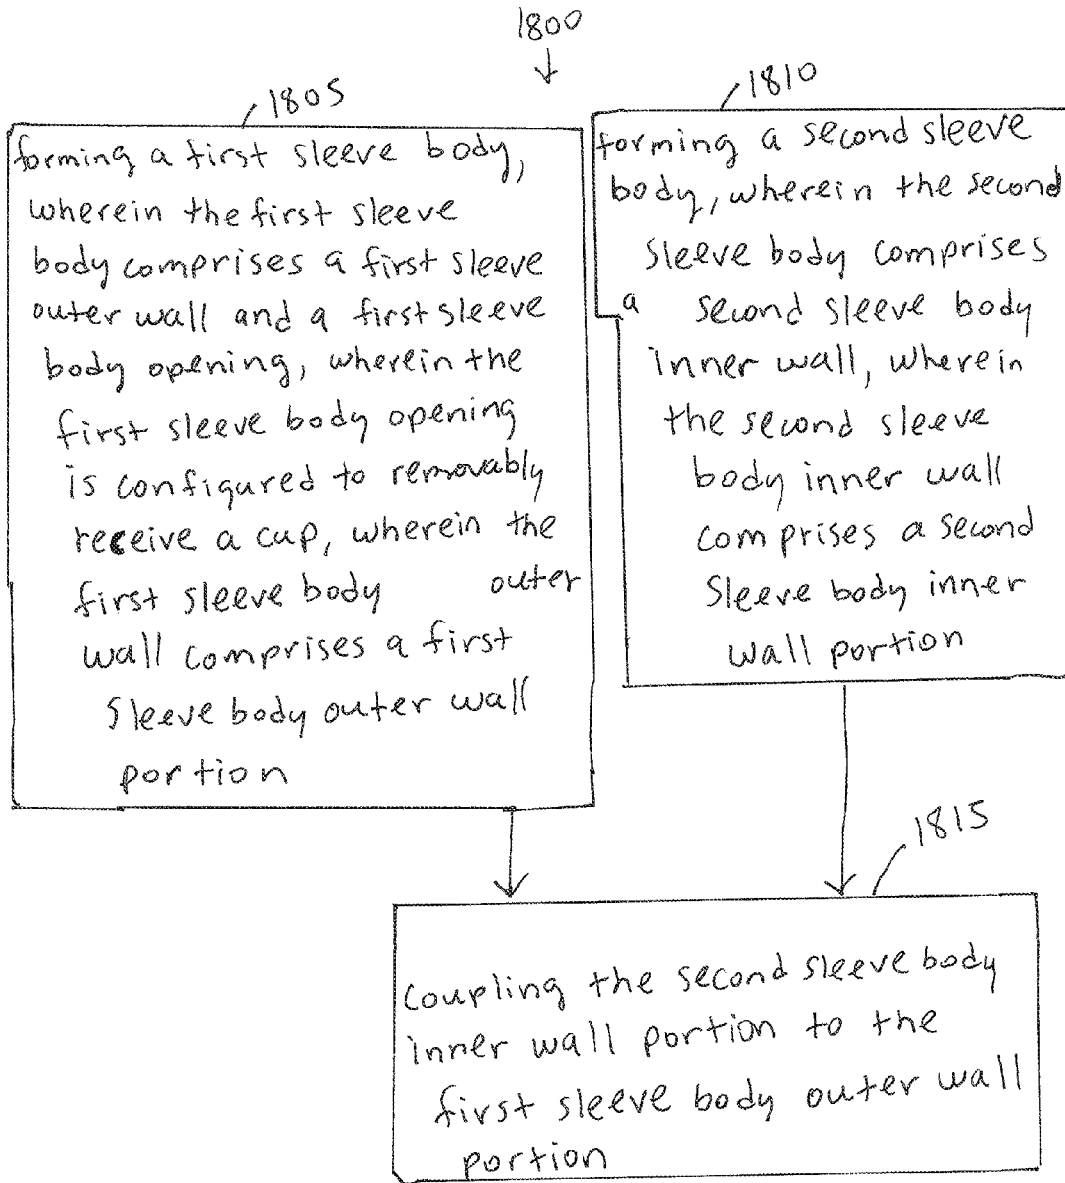 1800
1805
forming a first sleeve body,
wherein the first sleeve
body comprises a first sleeve
outer wall and a first sleeve
body opening, wherein the
first sleeve body opening
is configured to removably
receive a cup, wherein the
first sleeve body outer
wall comprises a first
sleeve body outer wall
portion
1810
forming a second sleeve
body, wherein the second
sleeve body comprises
a second sleeve body
inner wall, wherein
the second sleeve
body inner wall
comprises a second
sleeve body inner
wall portion
1815
coupling the second sleeve body
inner wall portion to the
first sleeve body outer wall
portion